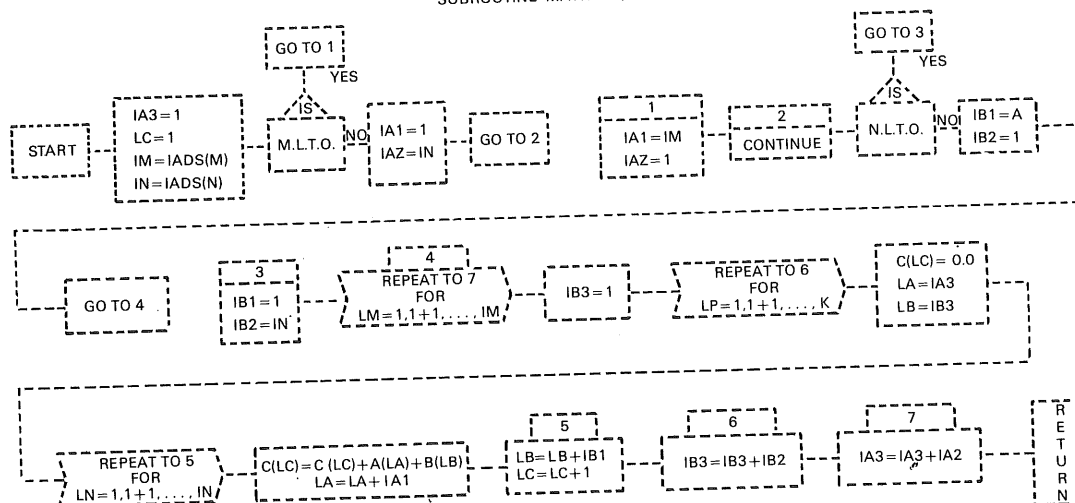 GO TO 1
YES
IS
M.L.T.O.
NO
START
IA3=1
LC=1
IM=IADS(M)
IN=IADS(N)
IA1=1
IAZ=IN
GO TO 2
1
IA1=IM
IAZ=1
2
CONTINUE
GO TO 3
YES
IS
N.L.T.O.
NO
IB1=A
IB2=1
GO TO 4
3
IB1=1
IB2=IN
4
REPEAT TO 7
FOR
LM=1,1+1, . . . , IM
IB3=1
REPEAT TO 6
FOR
LP=1,1+1, . . . , K
C(LC)= 0.0
LA=IA3
LB=IB3
REPEAT TO 5
FOR
LN=1,1+1, . . . , IN
C(LC)=C (LC)+A(LA)+B(LB)
LA=LA+IA1
5
LB=LB+IB1
LC=LC+1
6
IB3=IB3+IB2
7
IA3=IA3+IA2
RETURN